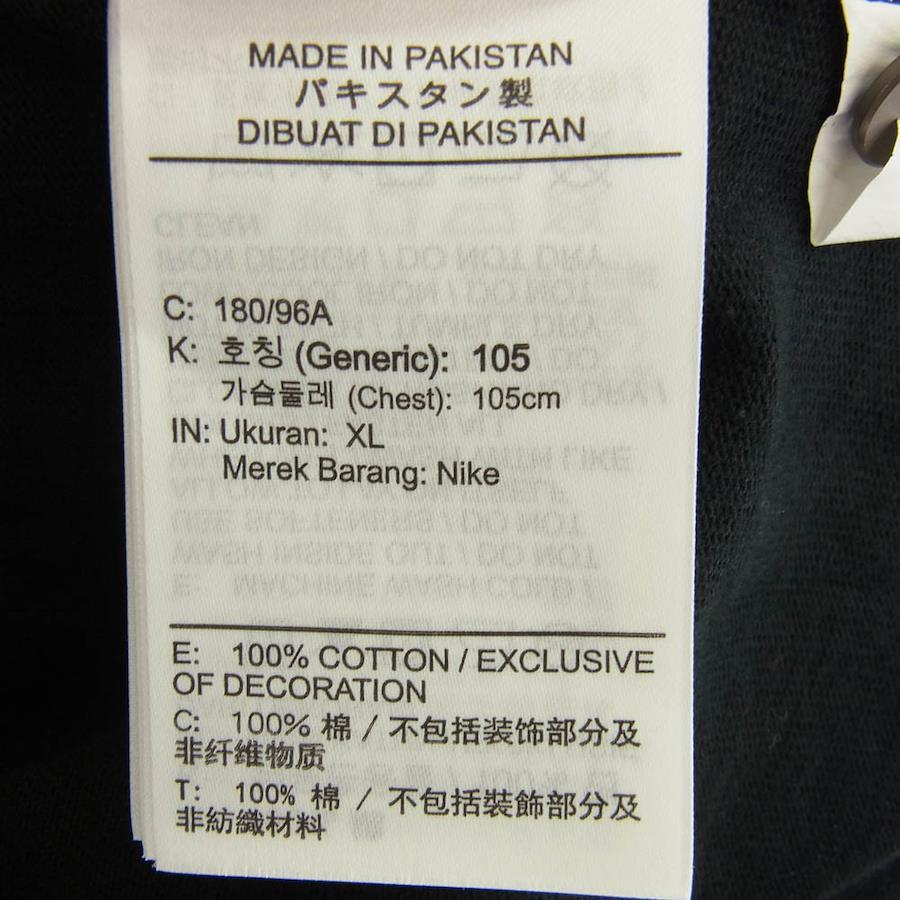 MADE IN PAKISTAN
パキスタン製
DIBUAT DI PAKISTAN
C: 180/96A
K: 호칭 (Generic): 105
가슴둘레 (Chest): 105cm
IN: Ukuran: XL
Merek Barang: Nike
E: 100% COTTON / EXCLUSIVE
OF DECORATION
C: 100% 棉 / 不包括装饰部分及
非纤维物质
T: 100% 棉 / 不包括裝飾部分及
非紡織材料